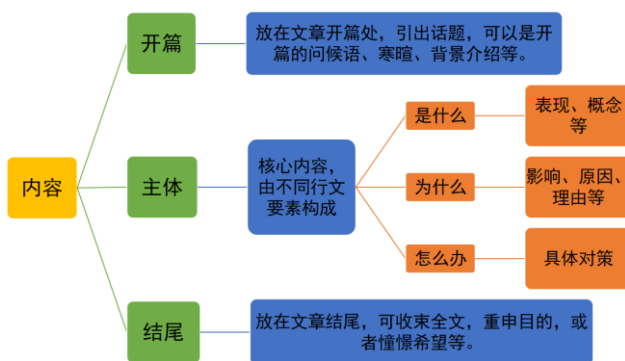 开篇
放在文章开篇处，引出话题，可以是开
篇的问候语、寒暄、背景介绍等。
内容
主体
核心内容，
由不同行文
要素构成
是什么
表现、概念
等
为什么
影响、原因、
理由等
怎么办
具体对策
结尾
放在文章结尾，可收束全文，重申目的，或
者憧憬希望等。